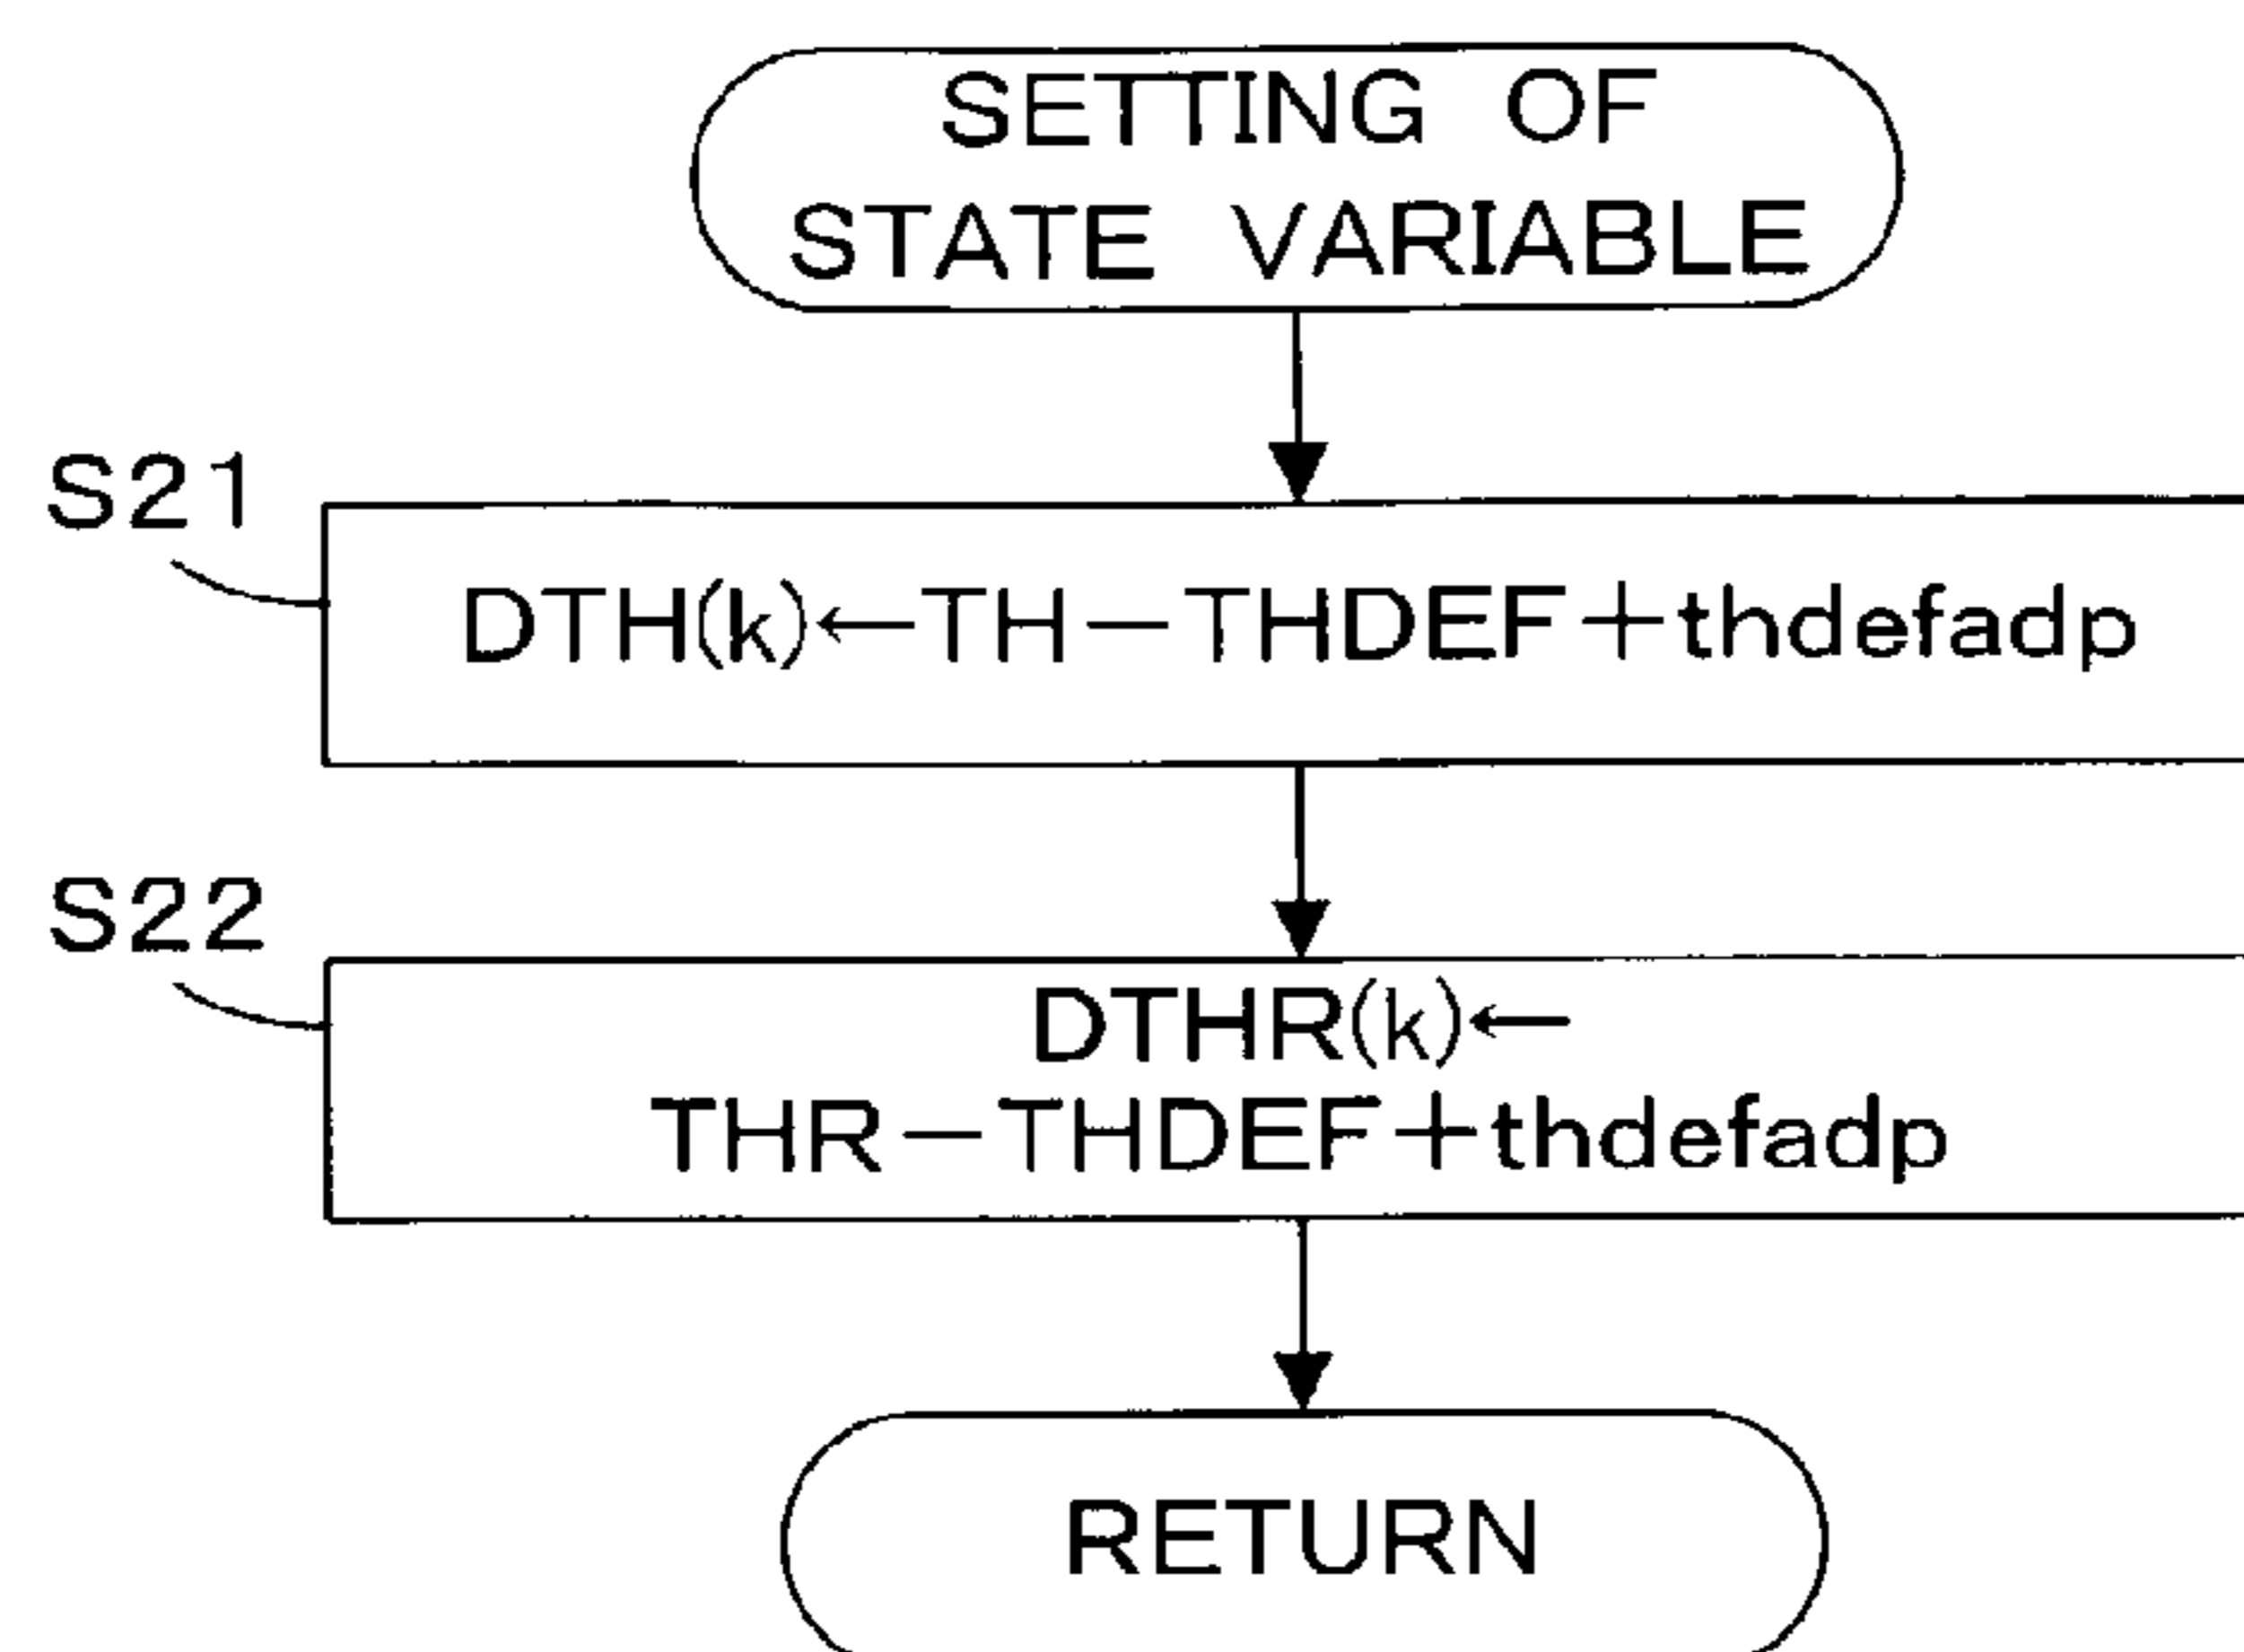 SETTING OF
STATE VARIABLE
S21
DTH(k)←TH－THDEF＋thdefadp
S22
DTHR(k)←
THR－THDEF＋thdefadp
RETURN